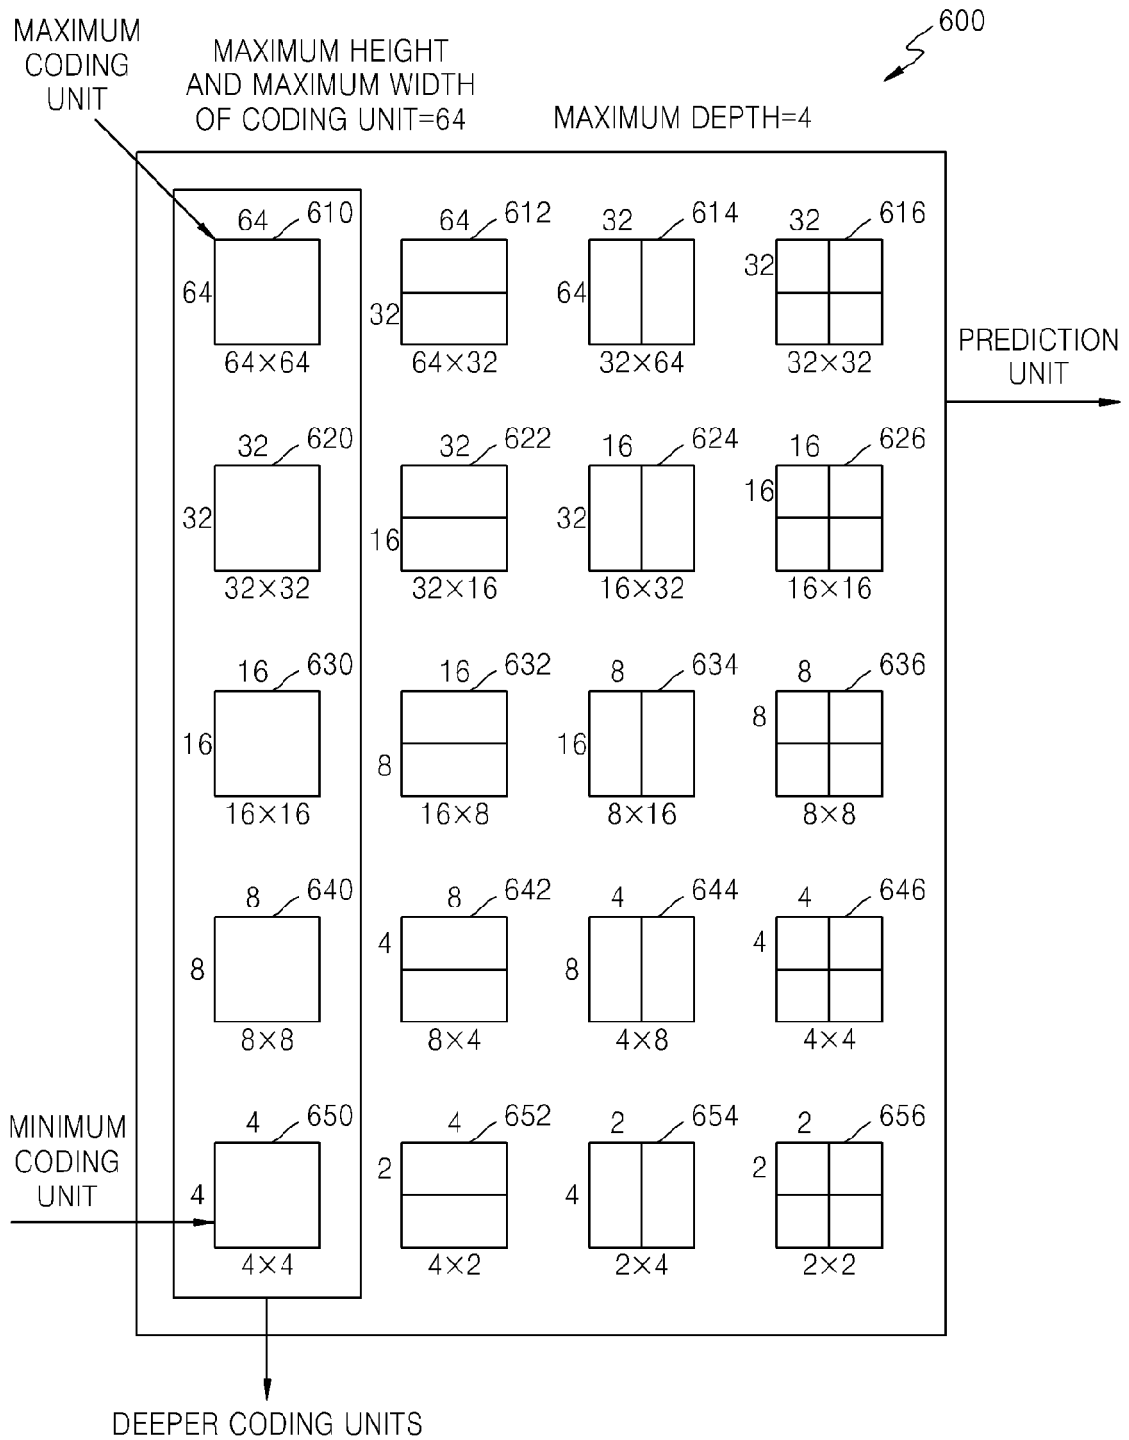 600
MAXIMUM
CODING
UNIT
MAXIMUM HEIGHT
AND MAXIMUM WIDTH
OF CODING UNIT=64
MAXIMUM DEPTH=4
64 610 64 612 32 614 32 616
64 32 64 32
64×64 64×32 32×64 32×32
PREDICTION
UNIT
32 620 32 622 16 624 16 626
32 16 32 16
32×32 32×16 16×32 16×16
16 630 16 632 8 634 8 636
16 8 16 8
16×16 16×8 8×16 8×8
8 640 8 642 4 644 4 646
8 4 8 4
8×8 8×4 4×8 4×4
MINIMUM
CODING
UNIT
4 650 4 652 2 654 2 656
4 2 4 2
4×4 4×2 2×4 2×2
DEEPER CODING UNITS